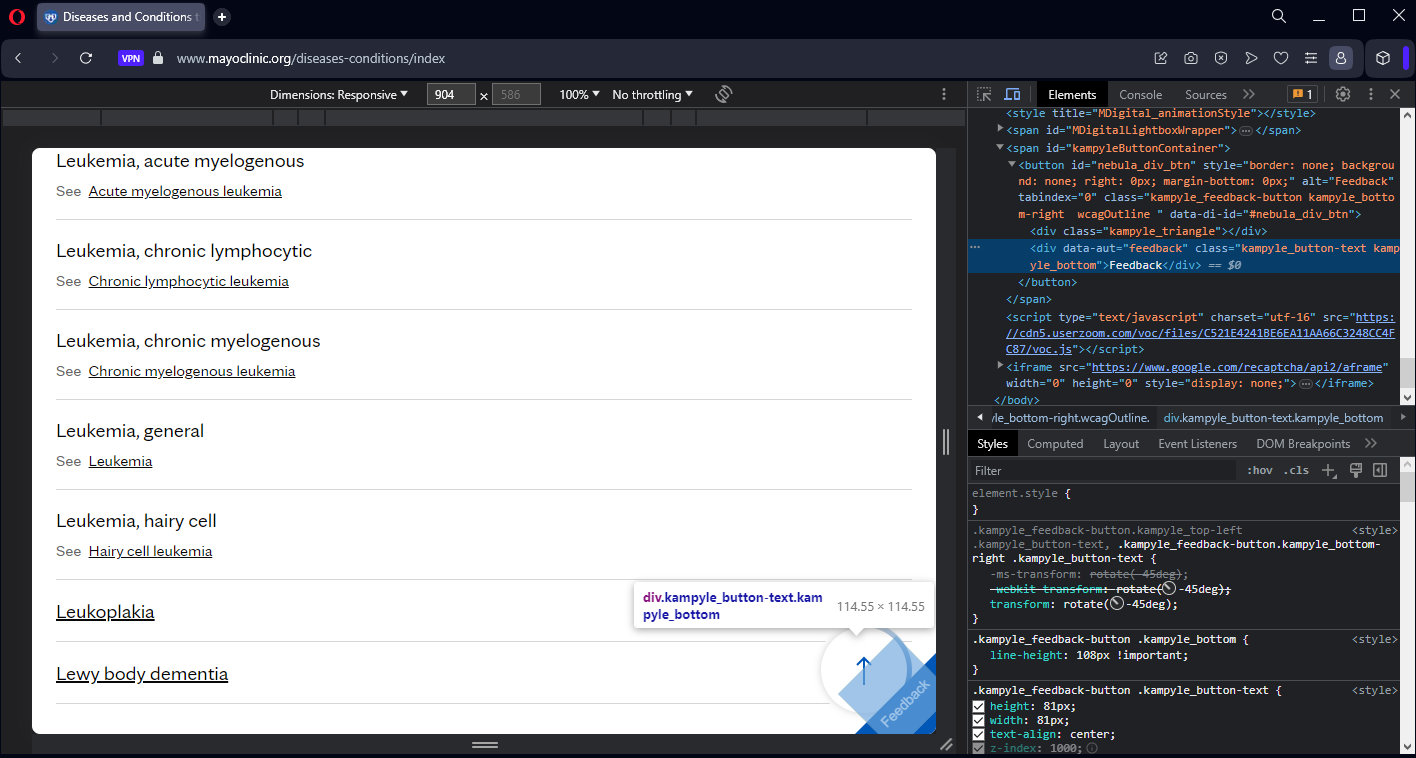 Diseases and Conditions t
VPN
www.mayoclinic.org/diseases-conditions/index
Dimensions: Responsive
904
×
586
100%
No throttling
Elements
Console
Sources
1
Leukemia, acute myelogenous
See Acute myelogenous leukemia
Leukemia, chronic lymphocytic
See Chronic lymphocytic leukemia
Leukemia, chronic myelogenous
See Chronic myelogenous leukemia
Leukemia, general
See Leukemia
Leukemia, hairy cell
See Hairy cell leukemia
Leukoplakia
Lewy body dementia
div.kampyle_button-text.kam
pyle_bottom
114.55 × 114.55
Feedback
<style title="MDigital_animationStyle"></style>
<span id="MDigitalLightboxWrapper">…</span>
<span id="kampyleButtonContainer">
<button id="nebula_div_btn" style="border: none; backgrou
nd: none; right: 0px; margin-bottom: 0px;" alt="Feedback"
tabindex="0" class="kampyle_feedback-button kampyle_botto
m-right  wcagOutline " data-di-id="#nebula_div_btn">
<div class="kampyle_triangle"></div>
<div data-aut="feedback" class="kampyle_button-text kamp
yle_bottom">Feedback</div> == $0
</button>
</span>
<script type="text/javascript" charset="utf-16" src="https:
//cdn5.userzoom.com/voc/files/C521E4241BE6EA11AA66C3248CC4F
C87/voc.js"></script>
<iframe src="https://www.google.com/recaptcha/api2/aframe"
width="0" height="0" style="display: none;">…</iframe>
</body>
yle_bottom-right.wcagOutline.
div.kampyle_button-text.kampyle_bottom
Styles
Computed
Layout
Event Listeners
DOM Breakpoints
Filter
:hov
.cls
element.style {
}
.kampyle_feedback-button.kampyle_top-left <style>
.kampyle_button-text, .kampyle_feedback-button.kampyle_bottom-
right .kampyle_button-text {
-ms-transform: rotate(-45deg);
-webkit-transform: rotate(-45deg);
transform: rotate(-45deg);
}
.kampyle_feedback-button .kampyle_bottom { <style>
line-height: 108px !important;
}
.kampyle_feedback-button .kampyle_button-text { <style>
height: 81px;
width: 81px;
text-align: center;
z-index: 1000;